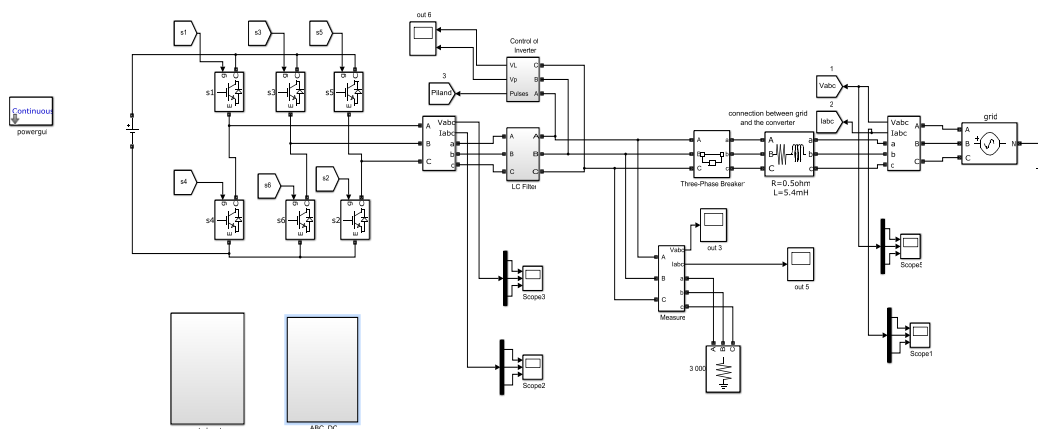 out 6
s1
s3
s5
Control of
Inverter
VL
Vp
Pulses
C
B
A
3
Piland
1
Vabc
2
Iabc
Continuous
powergui
g
C
E
s1
g
C
E
s3
g
C
E
s5
connection between grid
and the converter
grid
A
B
C
N
A
B
C
Vabc
Iabc
a
b
c
A
B
C
A
B
C
LC Filter
A
B
C
a
b
c
Three-Phase Breaker
A
B
C
a
b
c
R=0.5ohm
L=5.4mH
Vabc
Iabc
a
b
c
A
B
C
s4
s6
s2
g
C
E
s4
g
C
E
s6
g
C
E
s2
out 3
Vabc
Iabc
A
B
C
a
b
c
Measure
out 5
Scope5
Scope3
Scope1
Scope2
A
B
C
3 000
ABC_DC